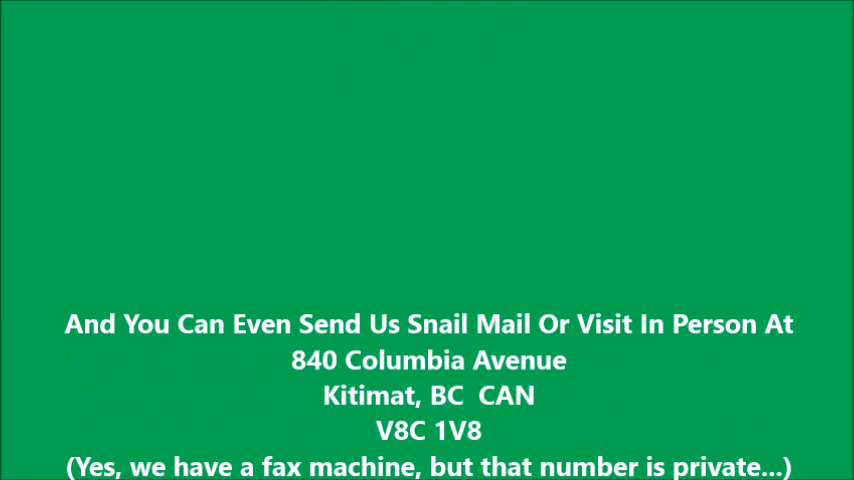 And You Can Even Send Us Snail Mail Or Visit In Person At
840 Columbia Avenue
Kitimat, BC  CAN
V8C 1V8
(Yes, we have a fax machine, but that number is private...)